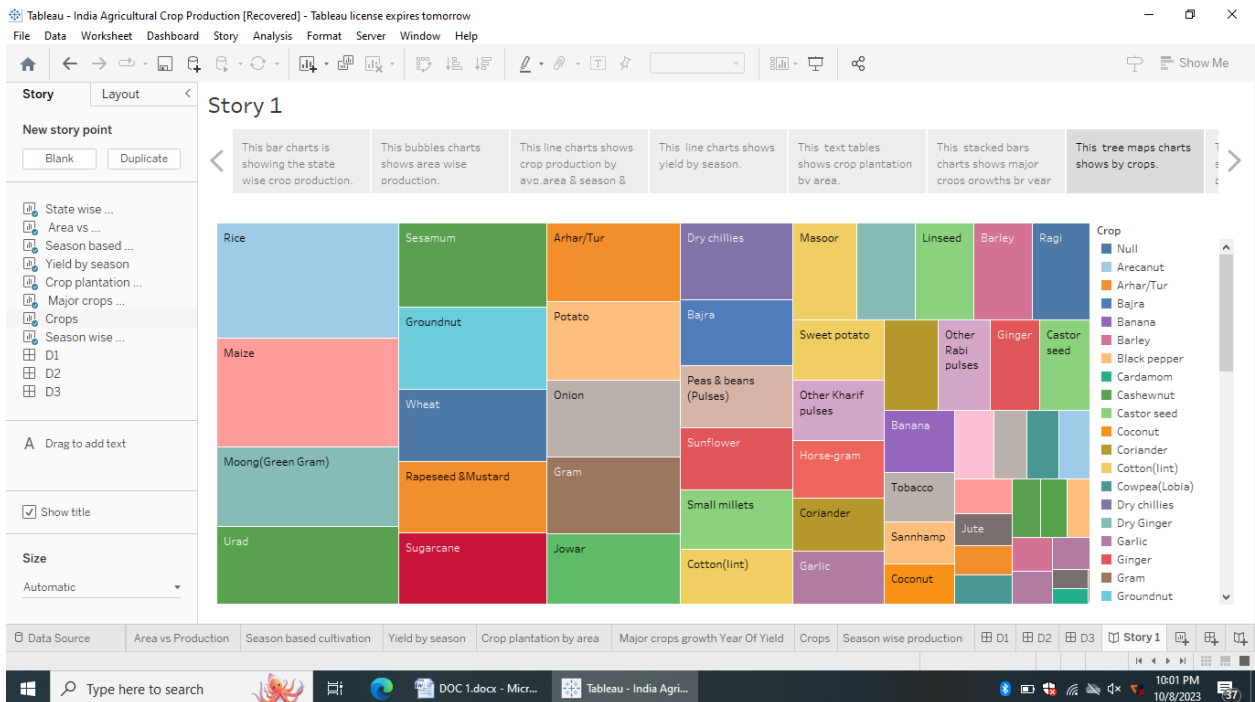 Tableau - India Agricultural Crop Production [Recovered] - Tableau license expires tomorrow
File Data Worksheet Dashboard Story Analysis Format Server Window Help
Show Me
Story Layout
New story point
Blank Duplicate
State wise ...
Area vs ...
Season based ...
Yield by season
Crop plantation ...
Major crops ...
Crops
Season wise ...
D1
D2
D3
A Drag to add text
Show title
Size
Automatic
Story 1
This bar charts is
showing the state
wise crop production.
This bubbles charts
shows area wise
production.
This line charts shows
crop production by
avg.area & season &
This line charts shows
yield by season.
This text tables
shows crop plantation
by area.
This stacked bars
charts shows major
crops growths br year
This tree maps charts
shows by crops.
Rice
Maize
Moong(Green Gram)
Urad
Sesamum
Groundnut
Wheat
Rapeseed &Mustard
Sugarcane
Arhar/Tur
Potato
Onion
Gram
Jowar
Dry chillies
Bajra
Peas & beans
(Pulses)
Sunflower
Small millets
Cotton(lint)
Masoor
Linseed
Barley
Ragi
Sweet potato
Other
Rabi
pulses
Ginger
Castor
seed
Other Kharif
pulses
Horse-gram
Coriander
Garlic
Banana
Tobacco
Sannhamp
Coconut
Jute
Crop
Null
Arecanut
Arhar/Tur
Bajra
Banana
Barley
Black pepper
Cardamom
Cashewnut
Castor seed
Coconut
Coriander
Cotton(lint)
Cowpea(Lobia)
Dry chillies
Dry Ginger
Garlic
Ginger
Gram
Groundnut
Data Source Area vs Production Season based cultivation Yield by season Crop plantation by area Major crops growth Year Of Yield Crops Season wise production D1 D2 D3 Story 1
Type here to search DOC 1.docx - Micr... Tableau - India Agri... 10:01 PM
10/8/2023
37